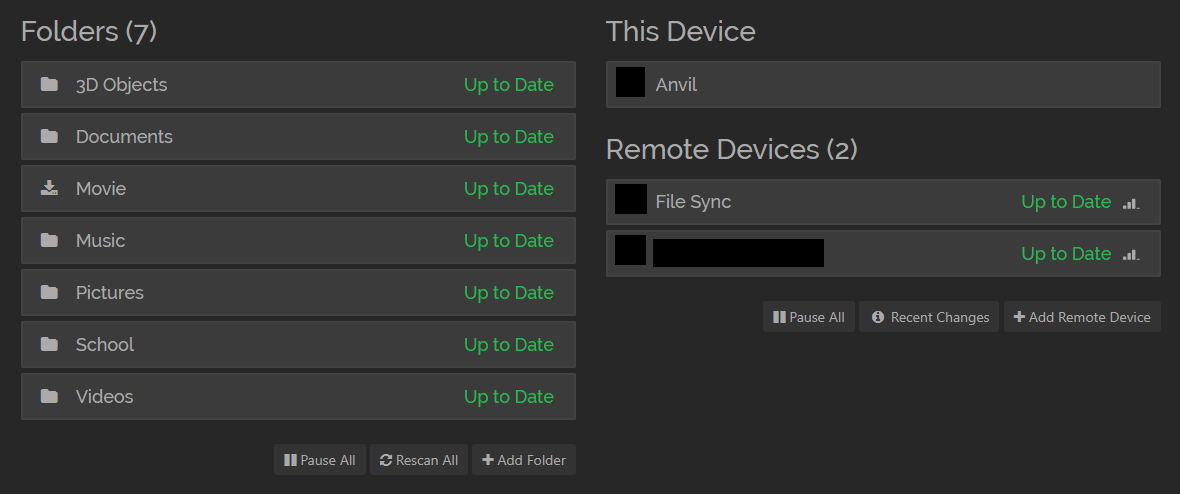 Folders (7)
3D Objects Up to Date
Documents Up to Date
Movie Up to Date
Music Up to Date
Pictures Up to Date
School Up to Date
Videos Up to Date
Pause All Rescan All Add Folder
This Device
Anvil
Remote Devices (2)
File Sync Up to Date
Up to Date
Pause All Recent Changes Add Remote Device